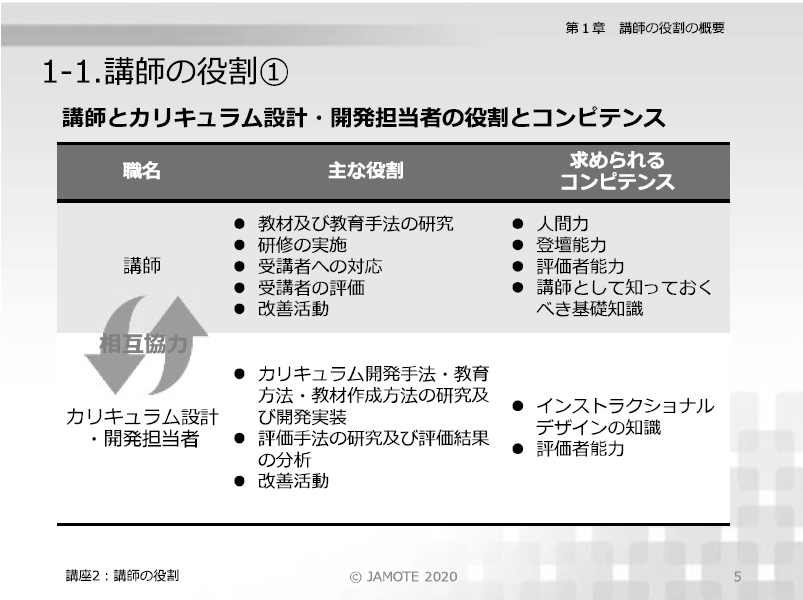 第１章　講師の役割の概要
1-1.講師の役割①
講師とカリキュラム設計・開発担当者の役割とコンピテンス
職名
主な役割
求められる
コンピテンス
講師
● 教材及び教育手法の研究
● 研修の実施
● 受講者への対応
● 受講者の評価
● 改善活動
● 人間力
● 登壇能力
● 評価者能力
● 講師として知っておく
べき基礎知識
相互協力
カリキュラム設計
・開発担当者
● カリキュラム開発手法・教育
方法・教材作成方法の研究及
び開発実装
● 評価手法の研究及び評価結果
の分析
● 改善活動
● インストラクショナル
デザインの知識
● 評価者能力
講座2：講師の役割
© JAMOTE 2020
5